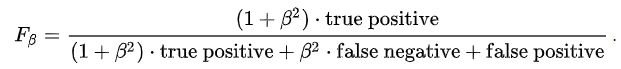 F_β = (1 + β²) · true positive / (1 + β²) · true positive + β² · false negative + false positive .